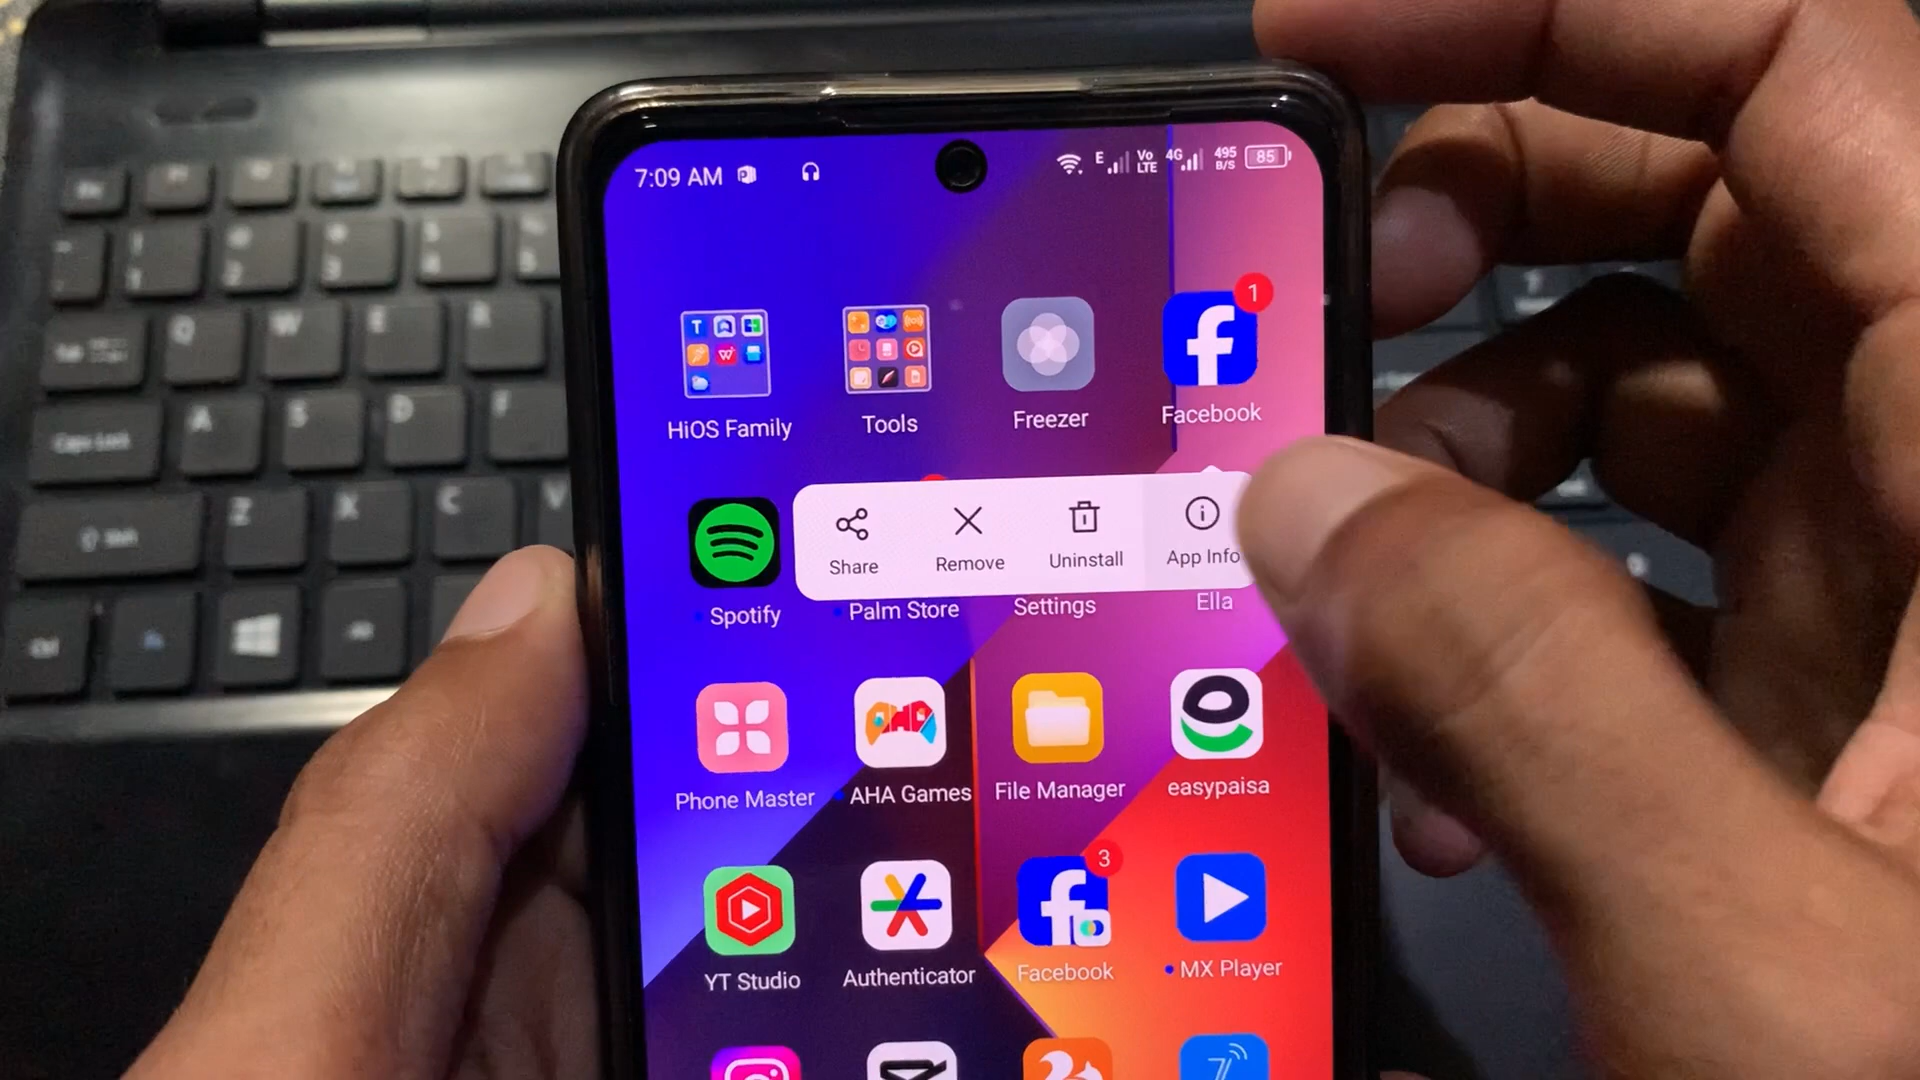 7:09 AM
E Vo LTE 4G 495 B/S 85
1
HiOS Family Tools Freezer Facebook
Share Remove Uninstall App Info
Spotify Palm Store Settings Ella
Phone Master AHA Games File Manager easypaisa
3
YT Studio Authenticator Facebook MX Player
Q W E R
Caps Lock A S D F
Z X C V